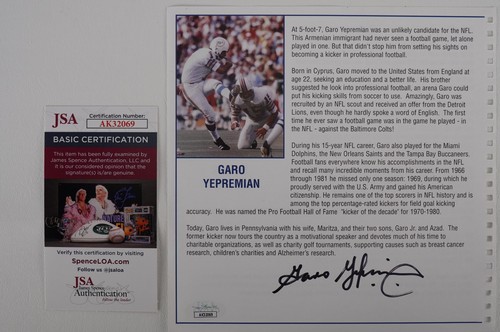 JSA
Certification Number
AK32069
BASIC CERTIFICATION
This item has been fully examined by
James Spence Authentication, LLC and
it is our considered opinion that the
signature(s) is/are genuine.
Verify this certification by visiting
SpenceLOA.com
Follow us @jsaloa
JSA
James Spence
Authentication
GARO
YEPREMIAN
At 5-foot-7, Garo Yepremian was an unlikely candidate for the NFL.
This Armenian immigrant had never seen a football game, let alone
played in one. But that didn't stop him from setting his sights on
becoming a kicker in professional football.
Born in Cyprus, Garo moved to the United States from England at
age 22, seeking an education and a better life. His brother
suggested he look into professional football, an arena Garo could
put his kicking skills from soccer to use. Amazingly, Garo was
recruited by an NFL scout and received an offer from the Detroit
Lions, even though he hardly spoke a word of English. The first
time he ever saw a football game was in the game he played - in
the NFL - against the Baltimore Colts!
During his 15-year NFL career, Garo also played for the Miami
Dolphins, the New Orleans Saints and the Tampa Bay Buccaneers.
Football fans everywhere know his accomplishments in the NFL
and recall many incredible moments from his career. From 1966
through 1981 he missed only one season: 1969, during which he
proudly served with the U.S. Army and gained his American
citizenship. He remains one of the top scorers in NFL history and is
among the top percentage-rated kickers for field goal kicking
accuracy. He was named the Pro Football Hall of Fame "kicker of the decade" for 1970-1980.
Today, Garo lives in Pennsylvania with his wife, Maritza, and their two sons, Garo Jr. and Azad. The
former kicker now tours the country as a motivational speaker and devotes much of his time to
charitable organizations, as well as charity golf tournaments, supporting causes such as breast cancer
research, children's charities and Alzheimer's research.
Garo Yepremian
JSA
AK32069